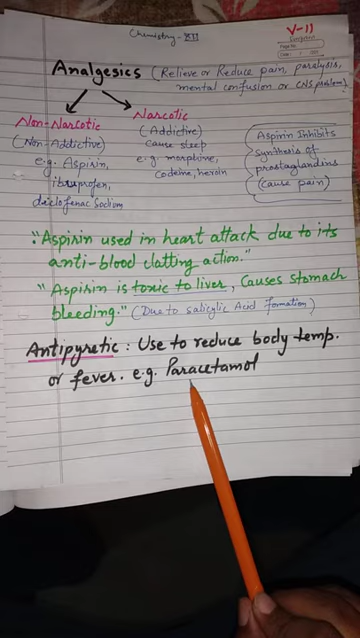 Chemistry-XII
V-11
Analgesics (Relieve or Reduce pain, paralysis,
mental confusion or CNS problem)
Non-Narcotic
(Non-Addictive)
e.g: Aspirin,
ibruprofen,
diclofenac Sodium
Narcotic
(Addictive)
cause sleep
e.g morphine,
Codeine, heroin
Aspirin Inhibits
synthesis of
prostaglandins
(cause pain)
"Aspirin used in heart attack due to its
anti-blood clotting action."
"Aspirin is toxic to liver, Causes stomach
bleeding." (Due to salicylic Acid formation)
Antipyretic: Use to reduce body temp.
or fever. e.g. Paracetamol